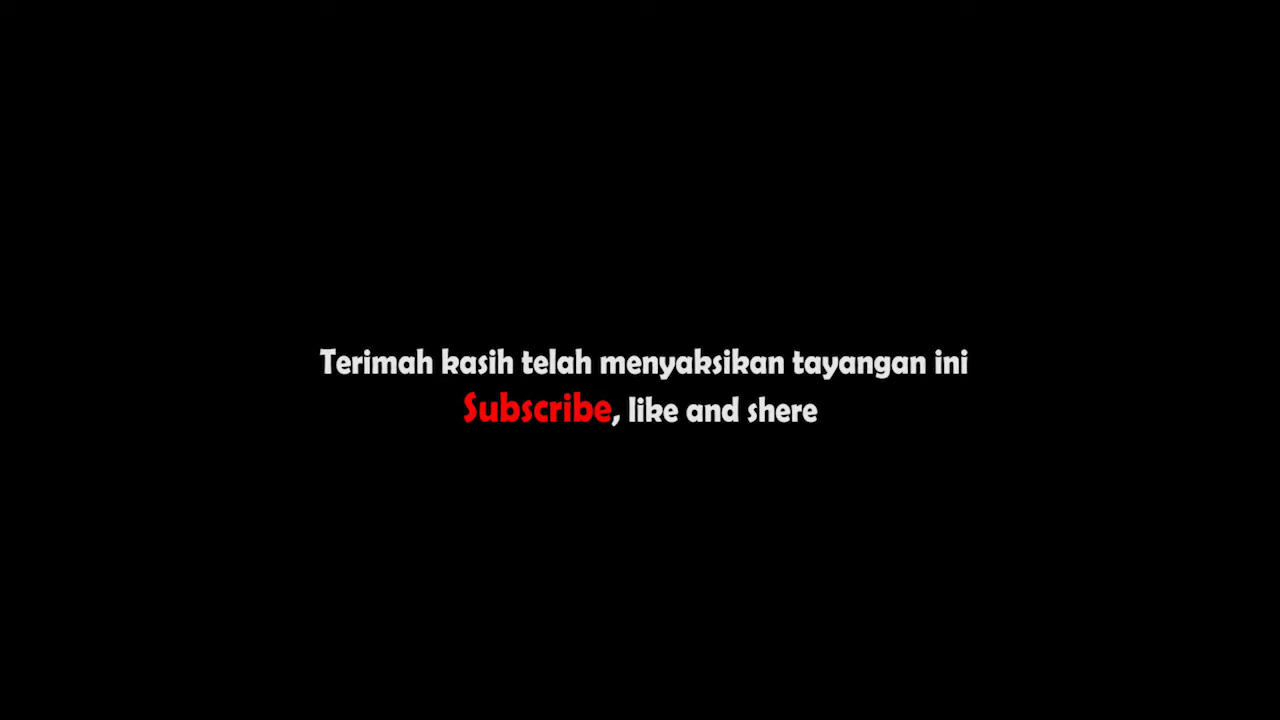 Terimah kasih telah menyaksikan tayangan ini
Subscribe, like and shere